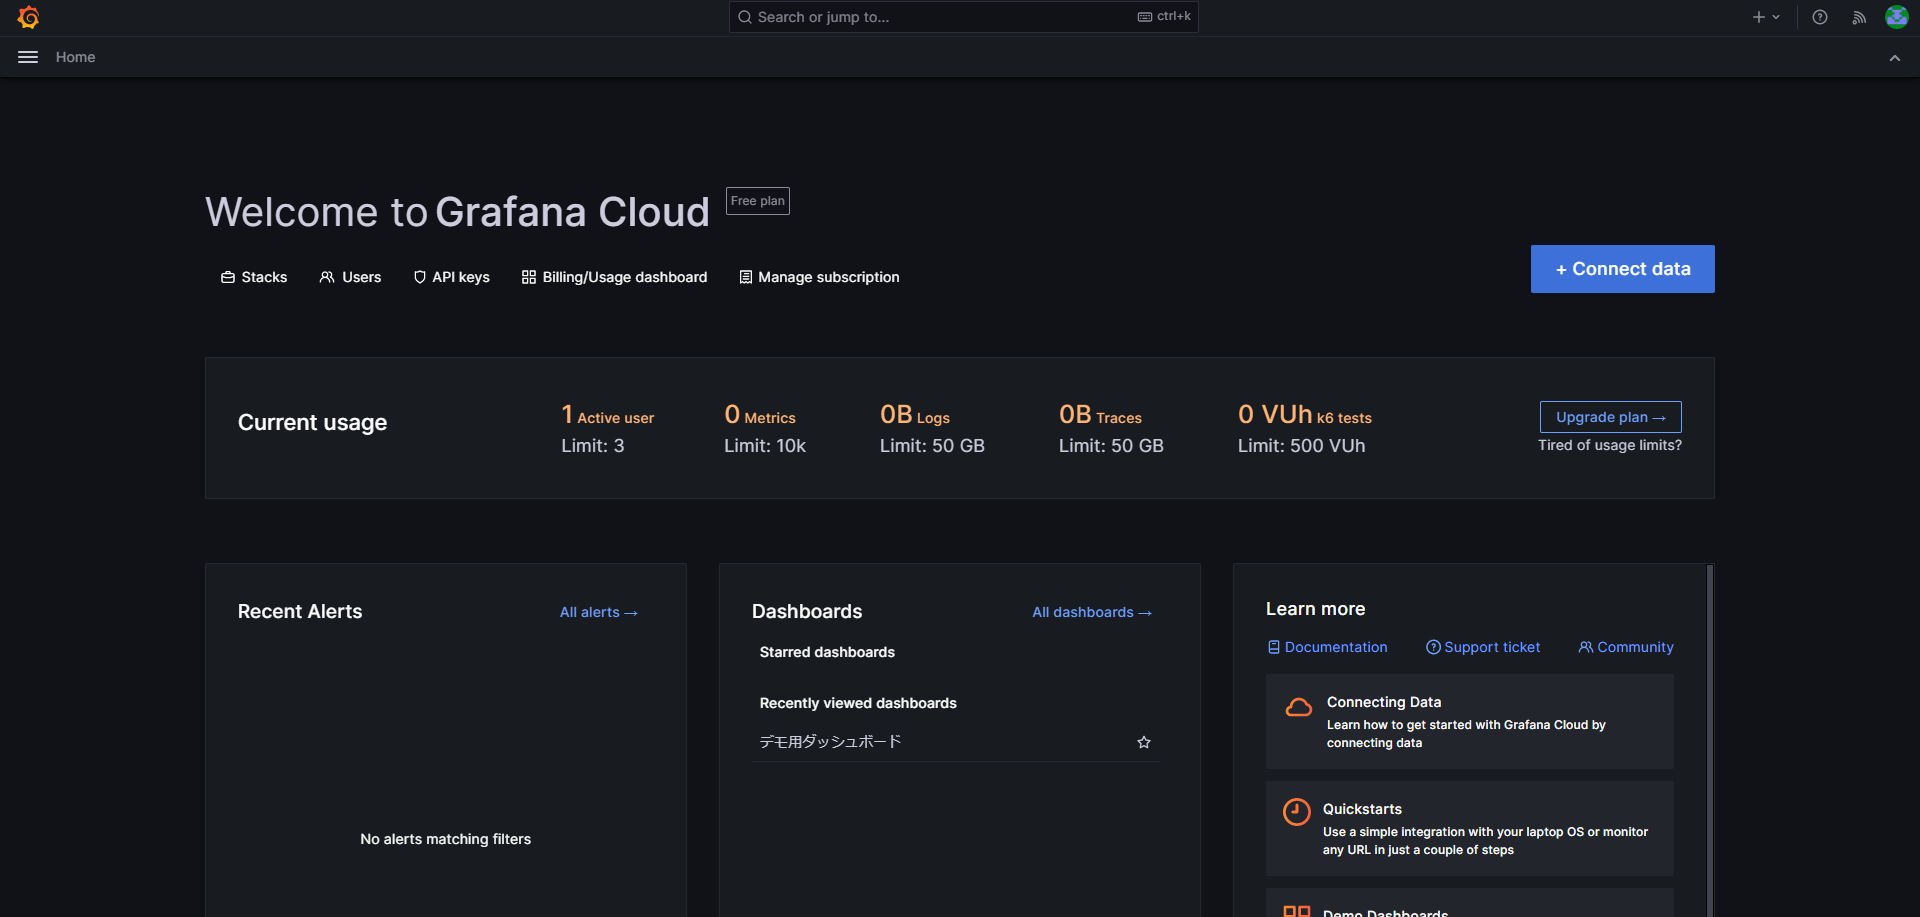 Search or jump to... ctrl+k
Home
Welcome to Grafana Cloud Free plan
Stacks Users API keys Billing/Usage dashboard Manage subscription
+ Connect data
Current usage
1 Active user
Limit: 3
0 Metrics
Limit: 10k
0B Logs
Limit: 50 GB
0B Traces
Limit: 50 GB
0 VUh k6 tests
Limit: 500 VUh
Upgrade plan →
Tired of usage limits?
Recent Alerts All alerts →
No alerts matching filters
Dashboards All dashboards →
Starred dashboards
Recently viewed dashboards
デモ用ダッシュボード
Learn more
Documentation Support ticket Community
Connecting Data
Learn how to get started with Grafana Cloud by
connecting data
Quickstarts
Use a simple integration with your laptop OS or monitor
any URL in just a couple of steps
Demo Dashboards